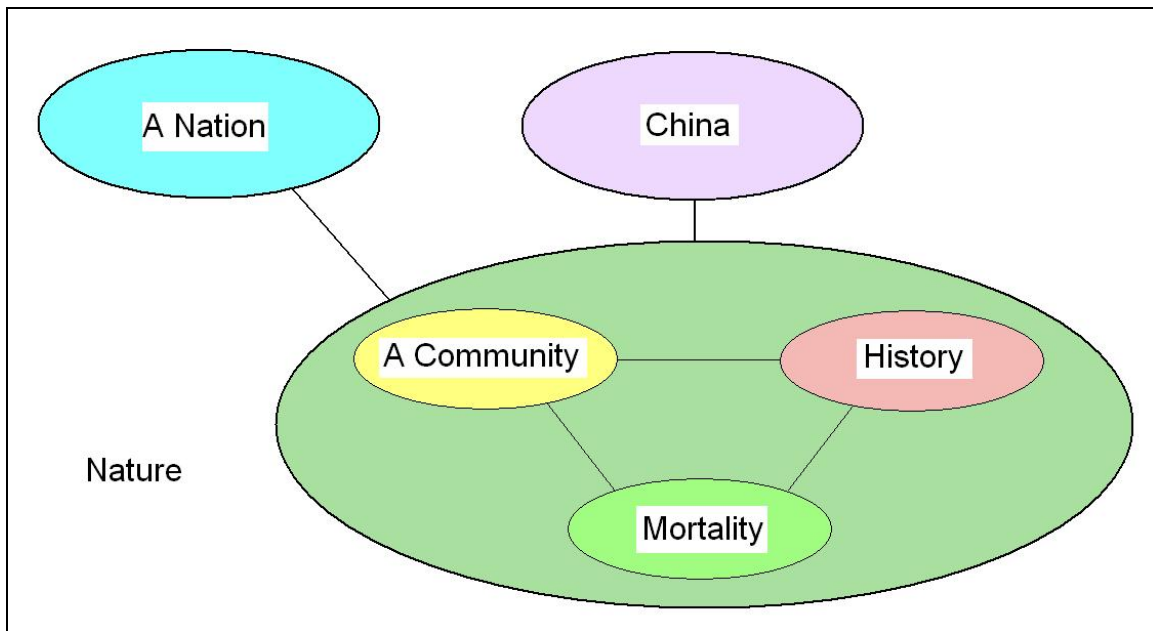 A Nation
China
A Community
History
Nature
Mortality